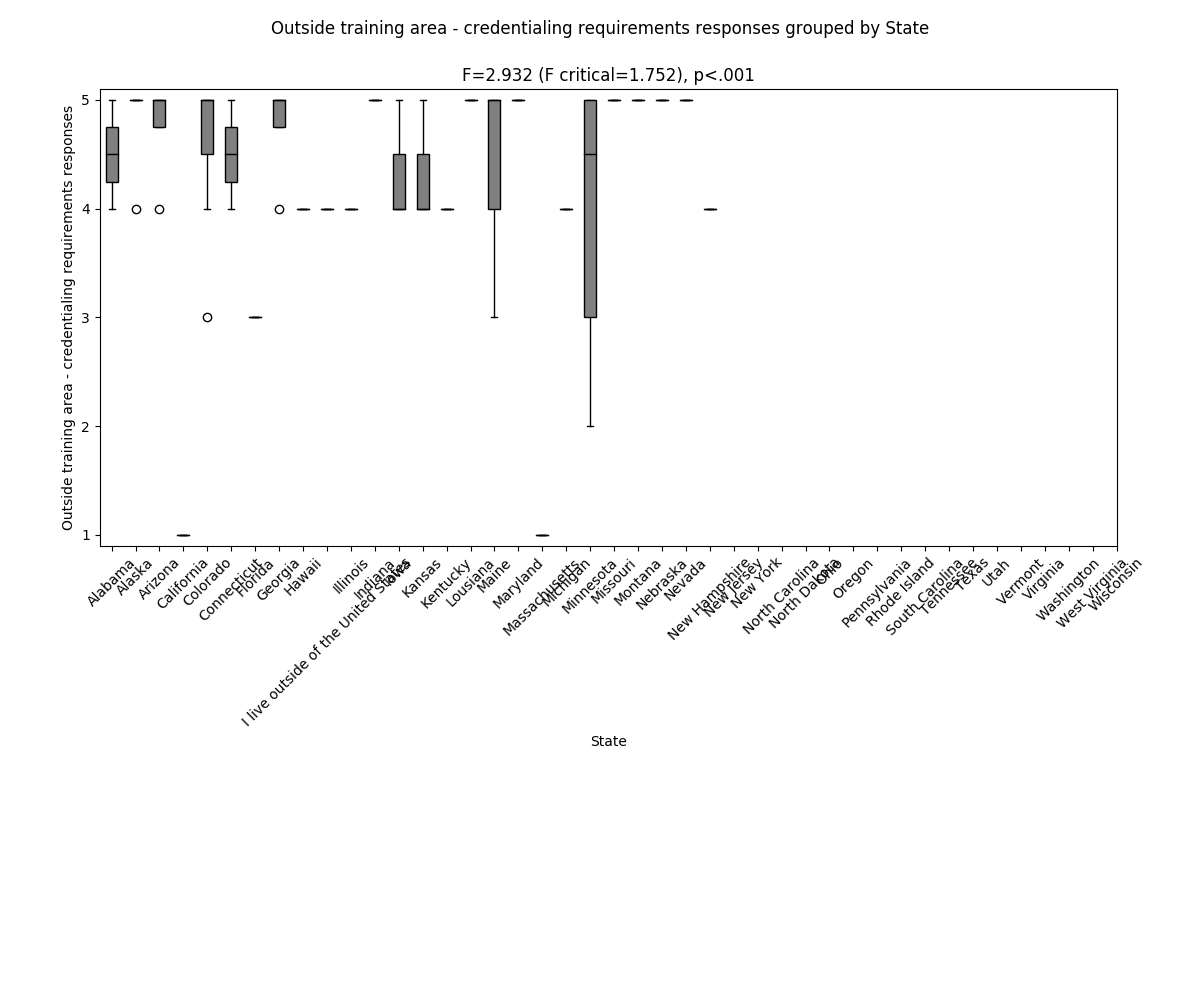 Outside training area - credentialing requirements responses grouped by State
F=2.932 (F critical=1.752), p<.001
Outside training area - credentialing requirements responses
5
4
3
2
1
Alabama
Alaska
Arizona
California
Colorado
Connecticut
Florida
Georgia
Hawaii
I live outside of the United States
Illinois
Indiana
Iowa
Kansas
Kentucky
Lousiana
Maine
Maryland
Massachusetts
Michigan
Minnesota
Missouri
Montana
Nebraska
Nevada
New Hampshire
New Jersey
New York
North Carolina
North Dakota
Ohio
Oregon
Pennsylvania
Rhode Island
South Carolina
Tennessee
Texas
Utah
Vermont
Virginia
Washington
West Virginia
Wisconsin
State